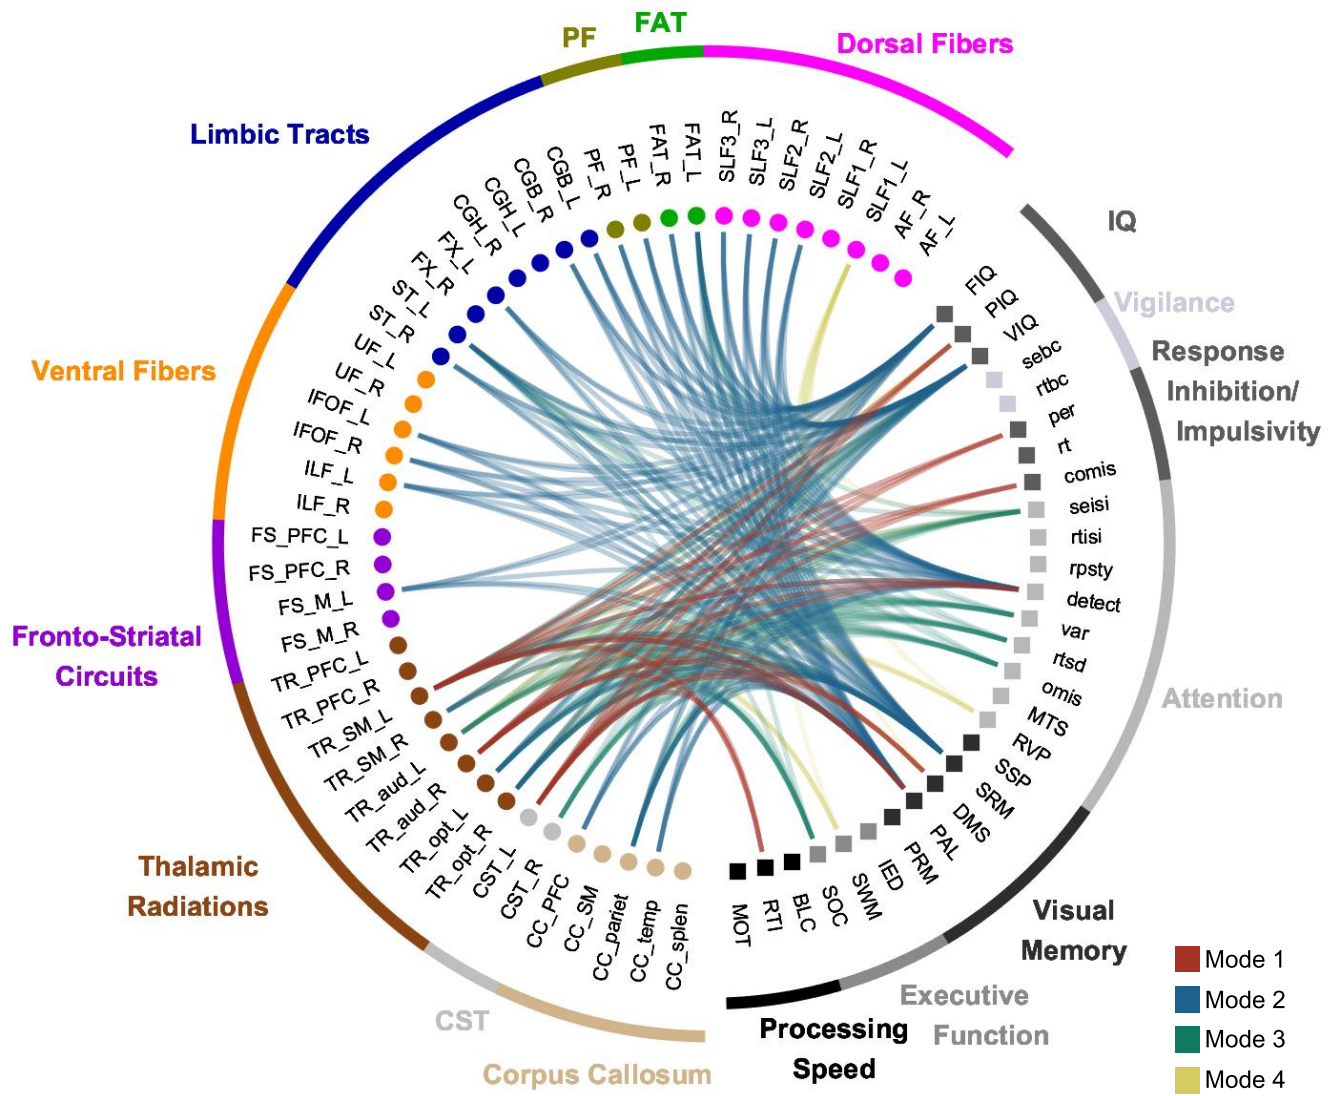 FAT
PF
Dorsal Fibers
Limbic Tracts
Ventral Fibers
Fronto-Striatal
Circuits
Thalamic
Radiations
CST
Corpus Callosum
IQ
Vigilance
Response
Inhibition/
Impulsivity
Attention
Visual
Memory
Executive
Function
Processing
Speed
SLF3_R
SLF3_L
SLF2_R
SLF2_L
SLF1_R
SLF1_L
AF_R
AF_L
FAT_L
FAT_R
PF_L
PF_R
CGB_L
CGB_R
CGH_L
CGH_R
FX_L
FX_R
ST_L
ST_R
UF_L
UF_R
IFOF_L
IFOF_R
ILF_L
ILF_R
FS_PFC_L
FS_PFC_R
FS_M_L
FS_M_R
TR_PFC_L
TR_PFC_R
TR_SM_L
TR_SM_R
TR_aud_L
TR_aud_R
TR_opt_L
TR_opt_R
CST_L
CST_R
CC_PFC
CC_SM
CC_pariet
CC_temp
CC_splen
FIQ
PIQ
VIQ
sebc
rtbc
per
rt
comis
seisi
rtisi
rpsty
detect
var
rtsd
omis
MTS
RVP
SSP
SRM
DMS
PAL
PRM
IED
SWM
SOC
BLC
RTI
MOT
Mode 1
Mode 2
Mode 3
Mode 4